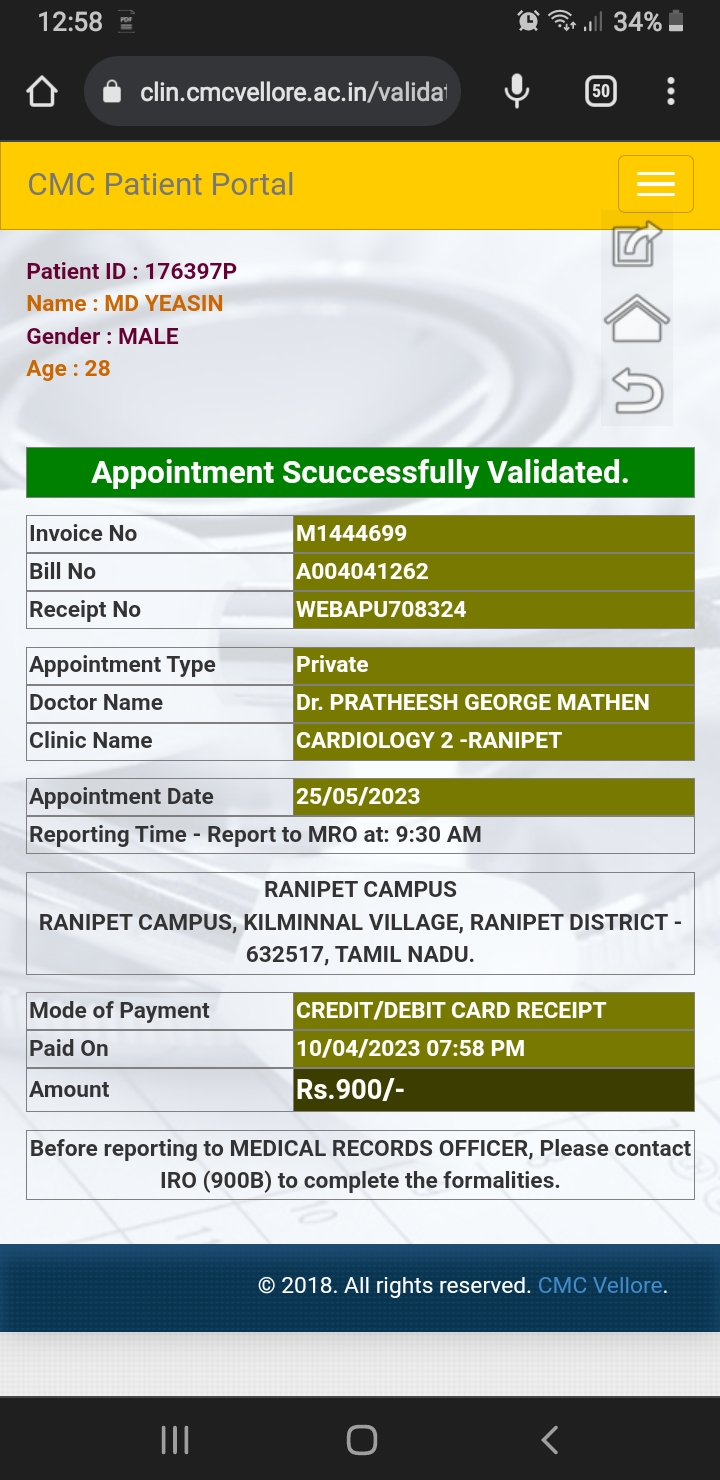 12:58
PDF
34%
clin.cmcvellore.ac.in/validat
50
CMC Patient Portal
Patient ID : 176397P
Name : MD YEASIN
Gender : MALE
Age : 28
Appointment Scuccessfully Validated.
Invoice No M1444699
Bill No A004041262
Receipt No WEBAPU708324
Appointment Type Private
Doctor Name Dr. PRATHEESH GEORGE MATHEN
Clinic Name CARDIOLOGY 2 -RANIPET
Appointment Date 25/05/2023
Reporting Time - Report to MRO at: 9:30 AM
RANIPET CAMPUS
RANIPET CAMPUS, KILMINNAL VILLAGE, RANIPET DISTRICT -
632517, TAMIL NADU.
Mode of Payment CREDIT/DEBIT CARD RECEIPT
Paid On 10/04/2023 07:58 PM
Amount Rs.900/-
Before reporting to MEDICAL RECORDS OFFICER, Please contact
IRO (900B) to complete the formalities.
© 2018. All rights reserved. CMC Vellore.